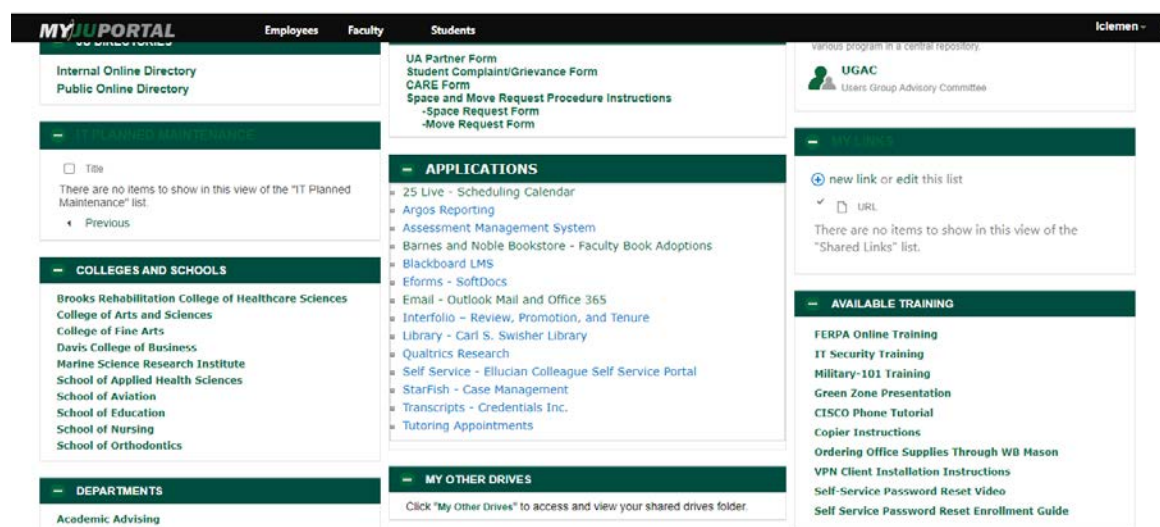 MYJUPORTAL
Employees
Faculty
Students
lclemen
JU DIRECTORIES
Internal Online Directory
Public Online Directory
IT PLANNED MAINTENANCE
Title
There are no items to show in this view of the "IT Planned
Maintenance" list.
Previous
COLLEGES AND SCHOOLS
Brooks Rehabilitation College of Healthcare Sciences
College of Arts and Sciences
College of Fine Arts
Davis College of Business
Marine Science Research Institute
School of Applied Health Sciences
School of Aviation
School of Education
School of Nursing
School of Orthodontics
DEPARTMENTS
Academic Advising
UA Partner Form
Student Complaint/Grievance Form
CARE Form
Space and Move Request Procedure Instructions
-Space Request Form
-Move Request Form
APPLICATIONS
25 Live - Scheduling Calendar
Argos Reporting
Assessment Management System
Barnes and Noble Bookstore - Faculty Book Adoptions
Blackboard LMS
Eforms - SoftDocs
Email - Outlook Mail and Office 365
Interfolio – Review, Promotion, and Tenure
Library - Carl S. Swisher Library
Qualtrics Research
Self Service - Ellucian Colleague Self Service Portal
StarFish - Case Management
Transcripts - Credentials Inc.
Tutoring Appointments
MY OTHER DRIVES
Click "My Other Drives" to access and view your shared drives folder.
various program in a central repository.
UGAC
Users Group Advisory Committee
MY LINKS
new link or edit this list
URL
There are no items to show in this view of the
"Shared Links" list.
AVAILABLE TRAINING
FERPA Online Training
IT Security Training
Military-101 Training
Green Zone Presentation
CISCO Phone Tutorial
Copier Instructions
Ordering Office Supplies Through WB Mason
VPN Client Installation Instructions
Self-Service Password Reset Video
Self Service Password Reset Enrollment Guide